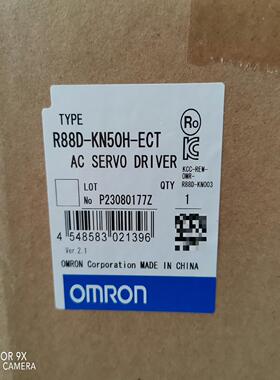 TYPE
R88D-KN50H-ECT
AC SERVO DRIVER
KCC-REM-
OMR-
R88D-KN003
LOT
No P23080177Z
QTY
1
4 548583 021396
Ver.2.1
OMRON Corporation MADE IN CHINA
OMRON
OR 9X
CAMERA